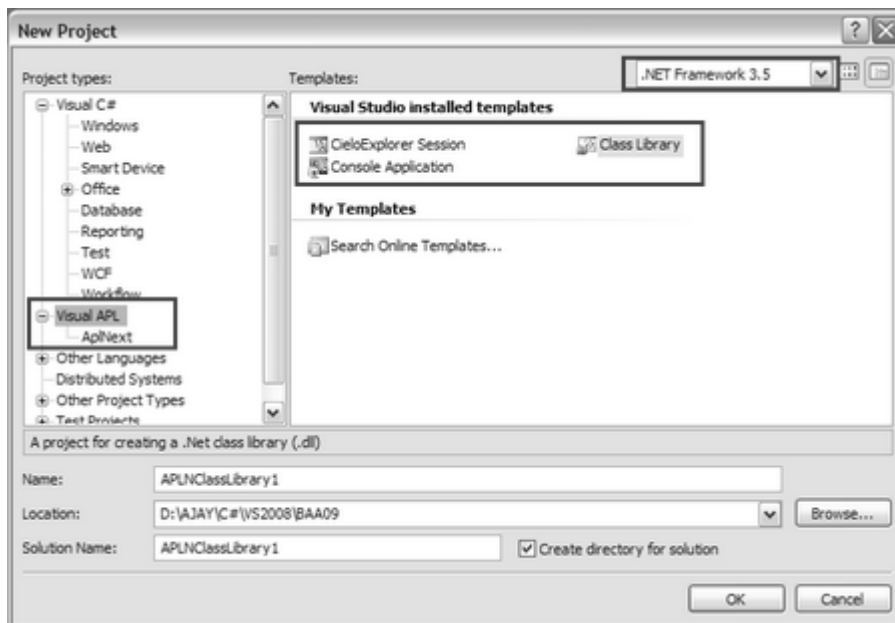 New Project
Project types:
Templates:
.NET Framework 3.5
Visual C#
Windows
Web
Smart Device
Office
Database
Reporting
Test
WCF
Workflow
Visual APL
AplNext
Other Languages
Distributed Systems
Other Project Types
Test Projects
Visual Studio installed templates
CieloExplorer Session
Class Library
Console Application
My Templates
Search Online Templates...
A project for creating a .Net class library (.dll)
Name:
APLNClassLibrary1
Location:
D:\AJAY\C#\VS2008\BAA09
Browse...
Solution Name:
APLNClassLibrary1
Create directory for solution
OK
Cancel